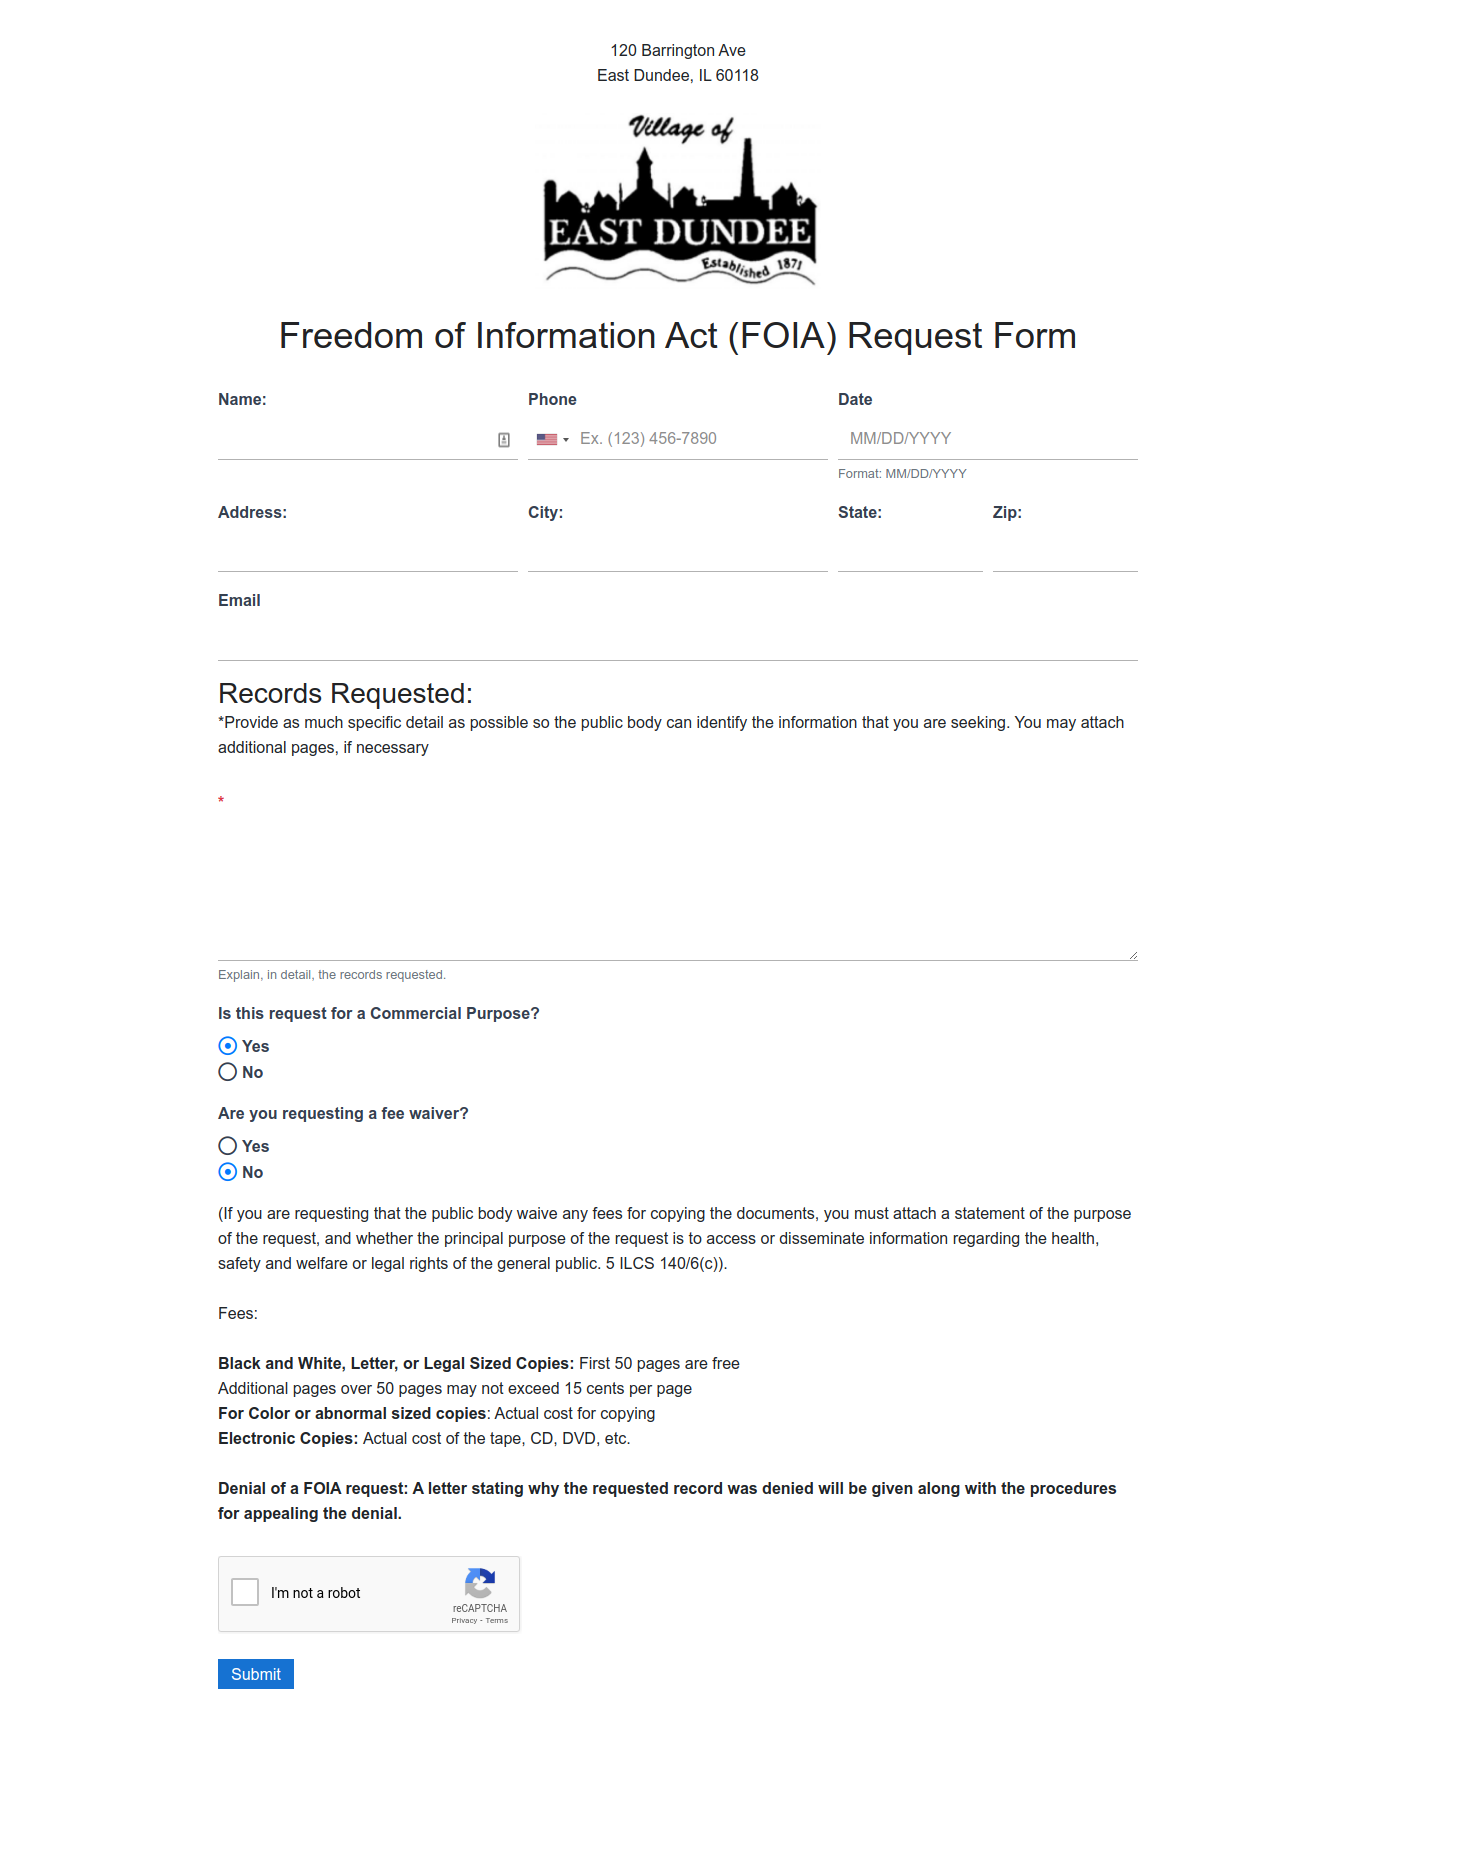 120 Barrington Ave
East Dundee, IL 60118
Village of
EAST DUNDEE
Established 1871
Freedom of Information Act (FOIA) Request Form
Name: Phone Date
Ex. (123) 456-7890 MM/DD/YYYY
Format: MM/DD/YYYY
Address: City: State: Zip:
Email
Records Requested:
*Provide as much specific detail as possible so the public body can identify the information that you are seeking. You may attach
additional pages, if necessary
*
Explain, in detail, the records requested.
Is this request for a Commercial Purpose?
Yes
No
Are you requesting a fee waiver?
Yes
No
(If you are requesting that the public body waive any fees for copying the documents, you must attach a statement of the purpose
of the request, and whether the principal purpose of the request is to access or disseminate information regarding the health,
safety and welfare or legal rights of the general public. 5 ILCS 140/6(c)).
Fees:
Black and White, Letter, or Legal Sized Copies: First 50 pages are free
Additional pages over 50 pages may not exceed 15 cents per page
For Color or abnormal sized copies: Actual cost for copying
Electronic Copies: Actual cost of the tape, CD, DVD, etc.
Denial of a FOIA request: A letter stating why the requested record was denied will be given along with the procedures
for appealing the denial.
I'm not a robot
reCAPTCHA
Privacy - Terms
Submit